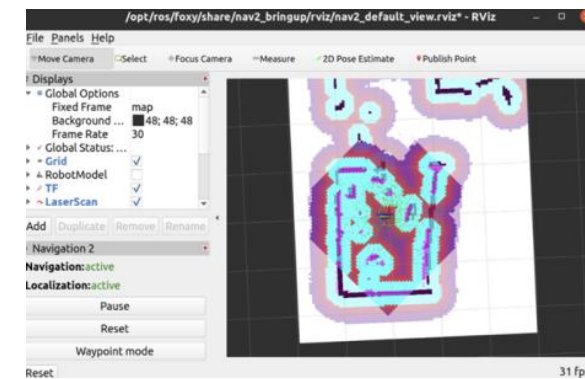 /opt/ros/foxy/share/nav2_bringup/rviz/nav2_default_view.rviz* - RViz
File Panels Help
Move Camera Select Focus Camera Measure 2D Pose Estimate Publish Point
Displays
Global Options
Fixed Frame map
Background ... 48; 48; 48
Frame Rate 30
Global Status: ...
Grid
RobotModel
TF
LaserScan
Add Duplicate Remove Rename
Navigation 2
Navigation:active
Localization:active
Pause
Reset
Waypoint mode
Reset 31 fp